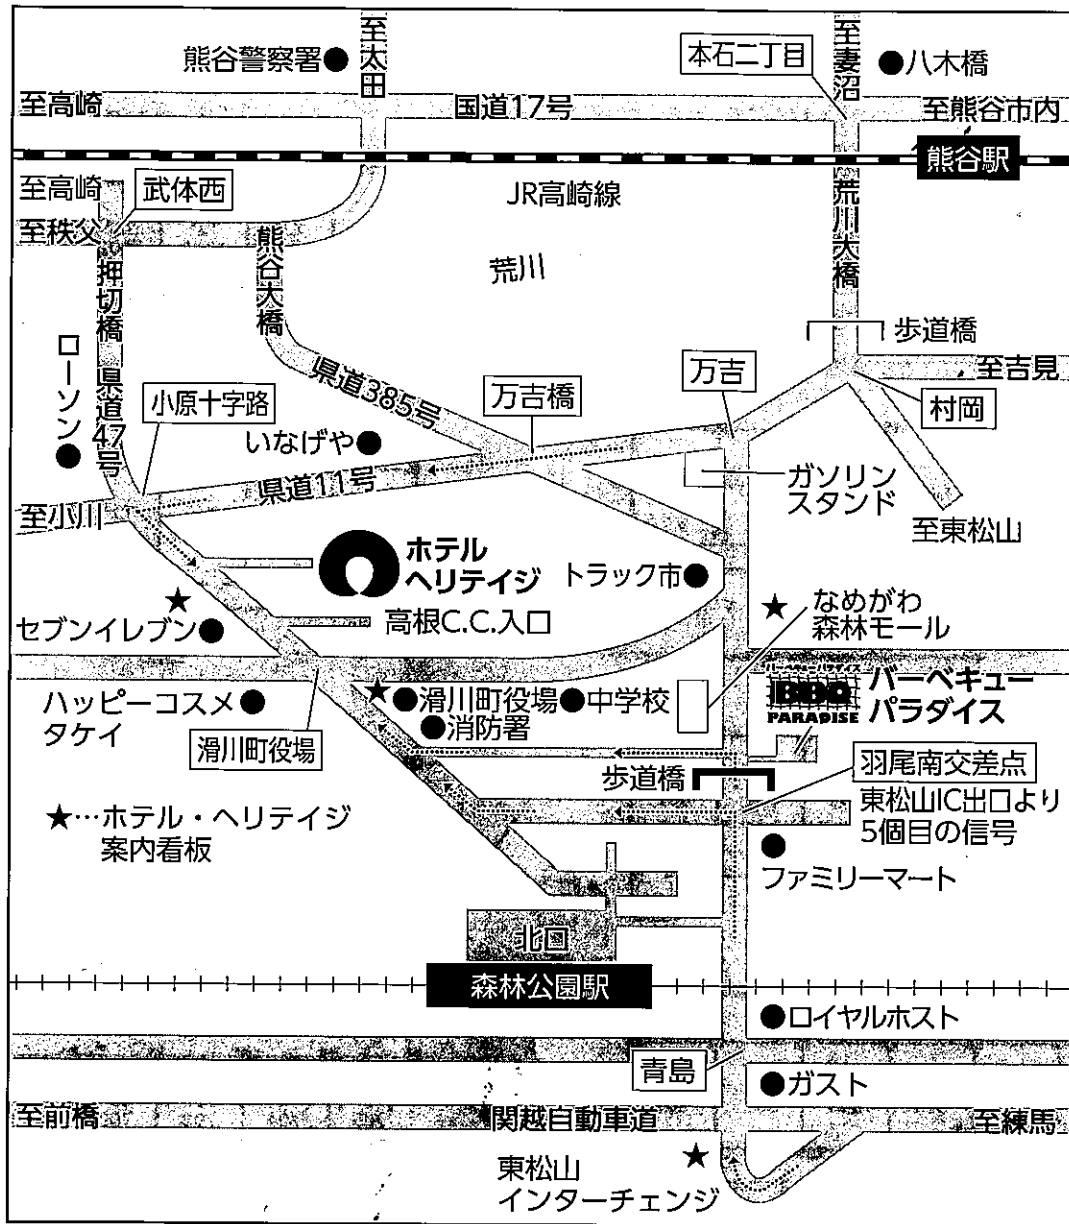 至太田
熊谷警察署
本石二丁目
至妻沼
八木橋
至高崎
国道17号
至熊谷市内
熊谷駅
至高崎
武体西
JR高崎線
至秩父
熊谷大橋
荒川
荒川大橋
押切橋
歩道橋
ローソン
県道47号
小原十字路
県道385号
万吉橋
万吉
至吉見
村岡
いなげや
県道11号
ガソリン
スタンド
至小川
至東松山
ホテル
ヘリテイジ
トラック市
なめがわ
森林モール
★
セブンイレブン
高根C.C.入口
★
バーベキューパラダイス
BBQ
PARADISE
バーベキュー
パラダイス
ハッピーコスメ
タケイ
★
滑川町役場
中学校
消防署
滑川町役場
歩道橋
羽尾南交差点
東松山IC出口より
5個目の信号
★…ホテル・ヘリテイジ
案内看板
ファミリーマート
北口
森林公園駅
ロイヤルホスト
青島
ガスト
至前橋
関越自動車道
至練馬
東松山
インターチェンジ
★